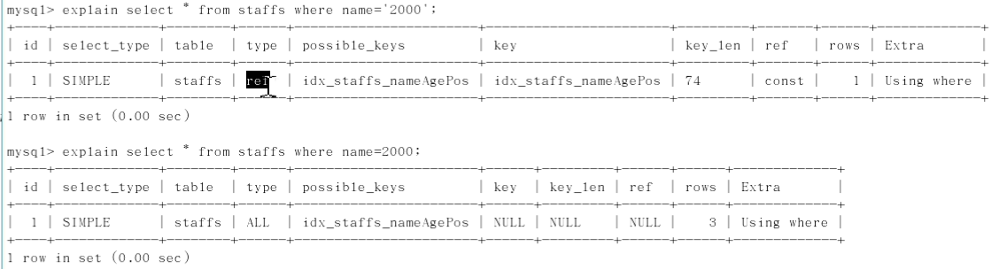 mysql> explain select * from staffs where name='2000';
+----+-------------+--------+------+-----------------------+-----------------------+---------+-------+------+-------------+
| id | select_type | table | type | possible_keys | key | key_len | ref | rows | Extra |
+----+-------------+--------+------+-----------------------+-----------------------+---------+-------+------+-------------+
| 1 | SIMPLE | staffs | ref | idx_staffs_nameAgePos | idx_staffs_nameAgePos | 74 | const | 1 | Using where |
+----+-------------+--------+------+-----------------------+-----------------------+---------+-------+------+-------------+
1 row in set (0.00 sec)
mysql> explain select * from staffs where name=2000;
+----+-------------+--------+------+-----------------------+------+---------+------+------+-------------+
| id | select_type | table | type | possible_keys | key | key_len | ref | rows | Extra |
+----+-------------+--------+------+-----------------------+------+---------+------+------+-------------+
| 1 | SIMPLE | staffs | ALL | idx_staffs_nameAgePos | NULL | NULL | NULL | 3 | Using where |
+----+-------------+--------+------+-----------------------+------+---------+------+------+-------------+
1 row in set (0.00 sec)